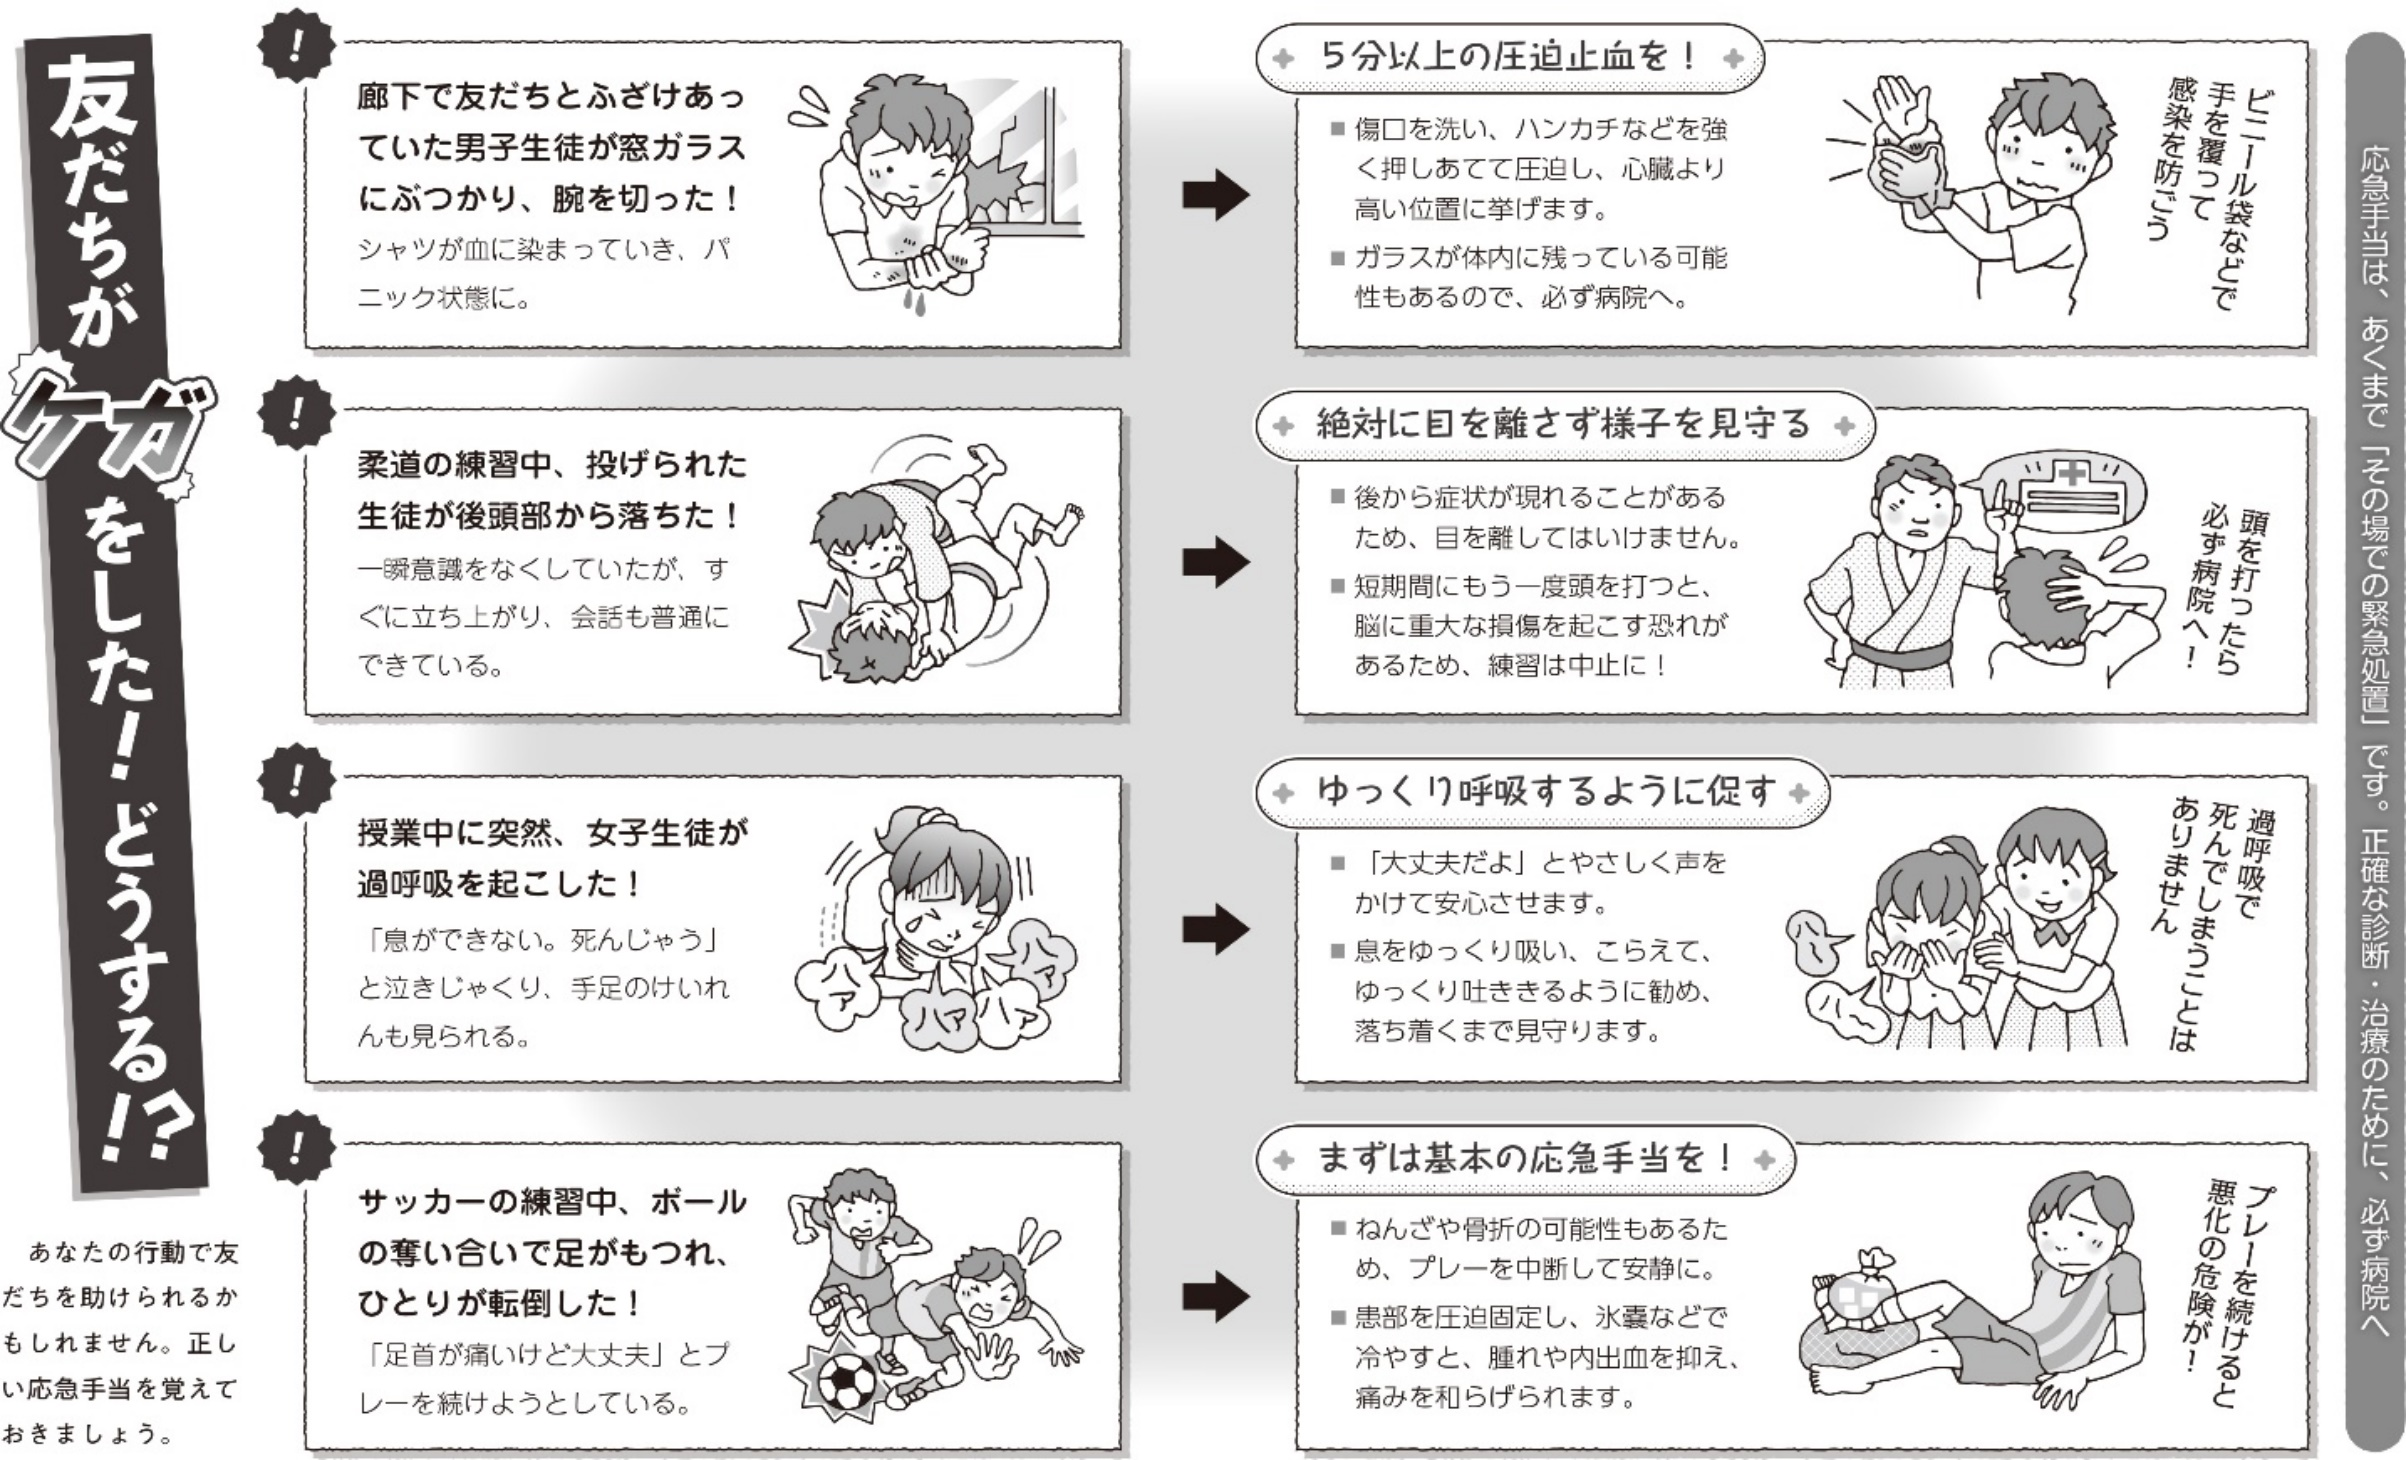 友だちがケガをした！どうする!?
あなたの行動で友
だちを助けられるか
もしれません。正し
い応急手当を覚えて
おきましょう。
!
廊下で友だちとふざけあっ
ていた男子生徒が窓ガラス
にぶつかり、腕を切った！
シャツが血に染まっていき、パ
ニック状態に。
5分以上の圧迫止血を！
■傷口を洗い、ハンカチなどを強
く押しあてて圧迫し、心臓より
高い位置に挙げます。
■ガラスが体内に残っている可能
性もあるので、必ず病院へ。
ビニール袋などで
手を覆って
感染を防ごう
!
柔道の練習中、投げられた
生徒が後頭部から落ちた！
一瞬意識をなくしていたが、す
ぐに立ち上がり、会話も普通に
できている。
絶対に目を離さず様子を見守る
■後から症状が現れることがある
ため、目を離してはいけません。
■短期間にもう一度頭を打つと、
脳に重大な損傷を起こす恐れが
あるため、練習は中止に！
頭を打ったら
必ず病院へ！
!
授業中に突然、女子生徒が
過呼吸を起こした！
「息ができない。死んじゃう」
と泣きじゃくり、手足のけいれ
んも見られる。
ハァ
ハァ
ハァ
ハァ
ゆっくり呼吸するように促す
■「大丈夫だよ」とやさしく声を
かけて安心させます。
■息をゆっくり吸い、こらえて、
ゆっくり吐ききるように勧め、
落ち着くまで見守ります。
過呼吸で
死んでしまうことは
ありません
!
サッカーの練習中、ボール
の奪い合いで足がもつれ、
ひとりが転倒した！
「足首が痛いけど大丈夫」とプ
レーを続けようとしている。
まずは基本の応急手当を！
■ねんざや骨折の可能性もあるた
め、プレーを中断して安静に。
■患部を圧迫固定し、氷嚢などで
冷やすと、腫れや内出血を抑え、
痛みを和らげられます。
プレーを続けると
悪化の危険が！
応急手当は、あくまで「その場での緊急処置」です。正確な診断・治療のために、必ず病院へ